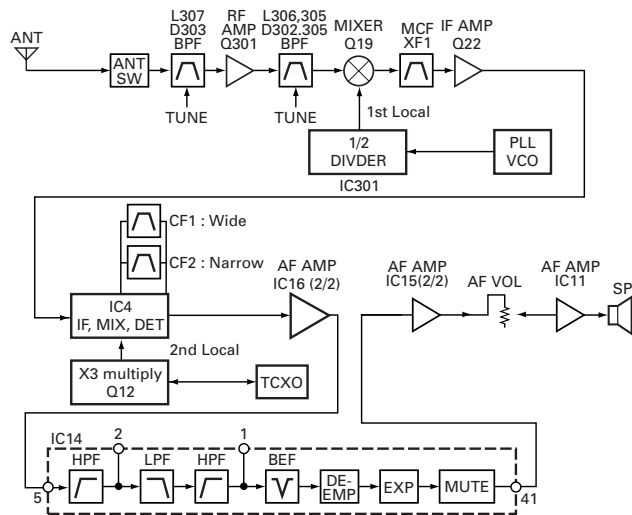 ANT
ANT
SW
L307
D303
BPF
TUNE
RF
AMP
Q301
L306,305
D302.305
BPF
TUNE
MIXER
Q19
1st Local
MCF
XF1
IF AMP
Q22
1/2
DIVDER
IC301
PLL
VCO
CF1 : Wide
CF2 : Narrow
IC4
IF, MIX, DET
2nd Local
X3 multiply
Q12
TCXO
AF AMP
IC16 (2/2)
AF AMP
IC15(2/2)
AF VOL
AF AMP
IC11
SP
IC14
5
HPF
2
LPF
HPF
1
BEF
DE-
EMP
EXP
MUTE
41